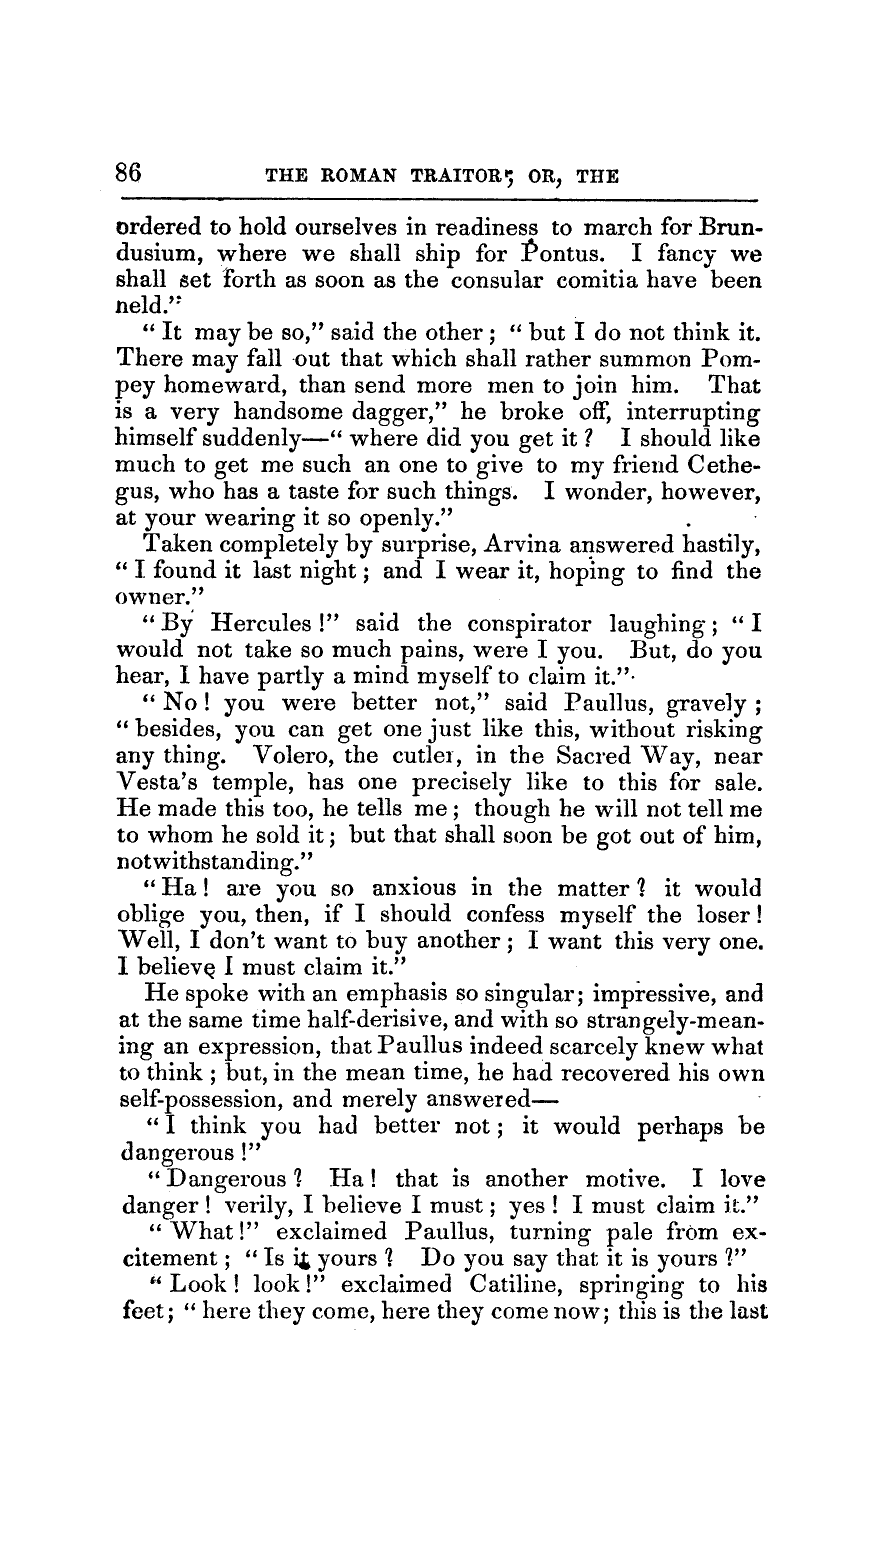 86 THE ROMAN TRAITOR; OR, THE
ordered to hold ourselves in readiness to march for Brun-
dusium, where we shall ship for Pontus. I fancy we
shall set forth as soon as the consular comitia have been
held."
" It may be so," said the other ; " but I do not think it.
There may fall out that which shall rather summon Pom-
pey homeward, than send more men to join him. That
is a very handsome dagger," he broke off, interrupting
himself suddenly—" where did you get it ? I should like
much to get me such an one to give to my friend Cethe-
gus, who has a taste for such things. I wonder, however,
at your wearing it so openly."
Taken completely by surprise, Arvina answered hastily,
" I found it last night ; and I wear it, hoping to find the
owner."
" By Hercules !" said the conspirator laughing ; " I
would not take so much pains, were I you. But, do you
hear, I have partly a mind myself to claim it."
" No ! you were better not," said Paullus, gravely ;
" besides, you can get one just like this, without risking
any thing. Volero, the cutler, in the Sacred Way, near
Vesta's temple, has one precisely like to this for sale.
He made this too, he tells me ; though he will not tell me
to whom he sold it ; but that shall soon be got out of him,
notwithstanding."
" Ha ! are you so anxious in the matter ? it would
oblige you, then, if I should confess myself the loser !
Well, I don't want to buy another ; I want this very one.
I believe I must claim it."
He spoke with an emphasis so singular; impressive, and
at the same time half-derisive, and with so strangely-mean-
ing an expression, that Paullus indeed scarcely knew what
to think ; but, in the mean time, he had recovered his own
self-possession, and merely answered—
" I think you had better not ; it would perhaps be
dangerous !"
" Dangerous ? Ha ! that is another motive. I love
danger ! verily, I believe I must ; yes ! I must claim it."
" What !" exclaimed Paullus, turning pale from ex-
citement ; " Is it yours ? Do you say that it is yours ?"
" Look ! look !" exclaimed Catiline, springing to his
feet ; " here they come, here they come now ; this is the last